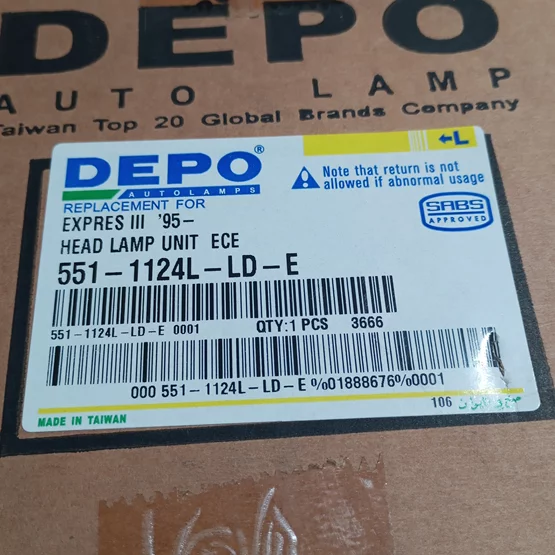 DEPO
AUTO LAMP
Taiwan Top 20 Global Brands Company
←L
DEPO®
AUTOLAMPS
Note that return is not
allowed if abnormal usage
REPLACEMENT FOR
EXPRES III '95-
HEAD LAMP UNIT ECE
SABS
APPROVED
551-1124L-LD-E
551-1124L-LD-E 0001 QTY:1 PCS 3666
000 551-1124L-LD-E%01888676%0001
MADE IN TAIWAN
106